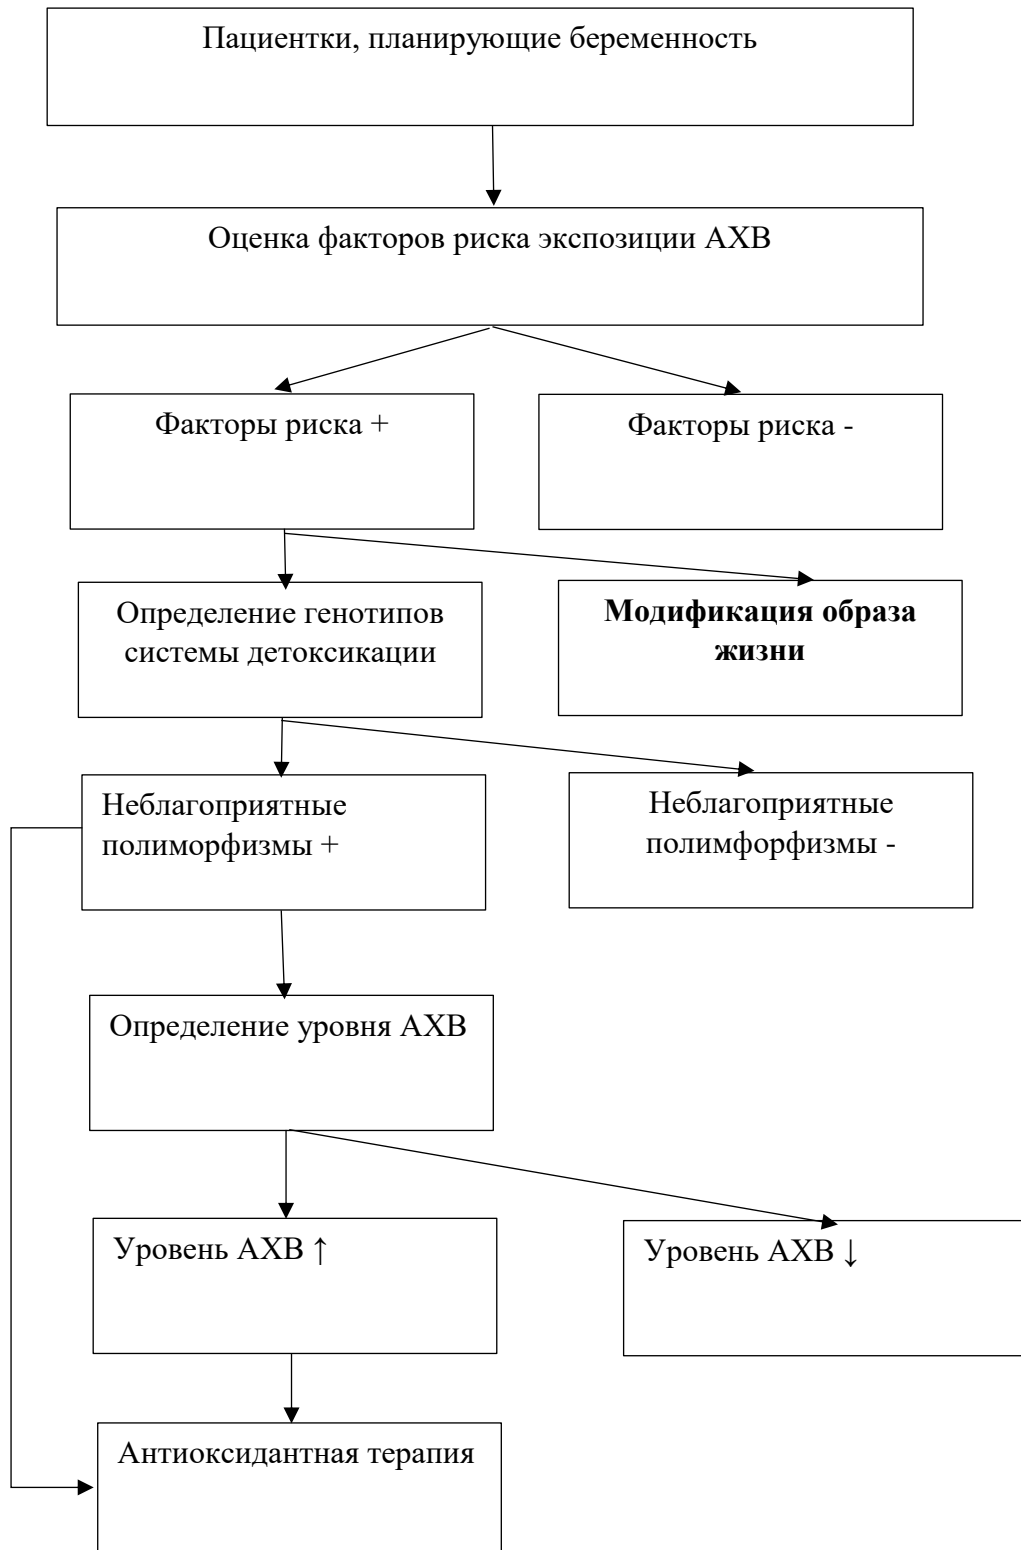 Пациентки, планирующие беременность
Оценка факторов риска экспозиции АХВ
Факторы риска +
Факторы риска -
Определение генотипов
системы детоксикации
Модификация образа
жизни
Неблагоприятные
полиморфизмы +
Неблагоприятные
полимфорфизмы -
Определение уровня АХВ
Уровень АХВ ↑
Уровень АХВ ↓
Антиоксидантная терапия